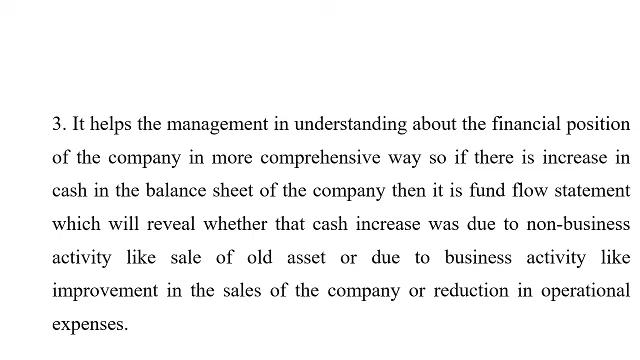 3. It helps the management in understanding about the financial position
of the company in more comprehensive way so if there is increase in
cash in the balance sheet of the company then it is fund flow statement
which will reveal whether that cash increase was due to non-business
activity like sale of old asset or due to business activity like
improvement in the sales of the company or reduction in operational
expenses.